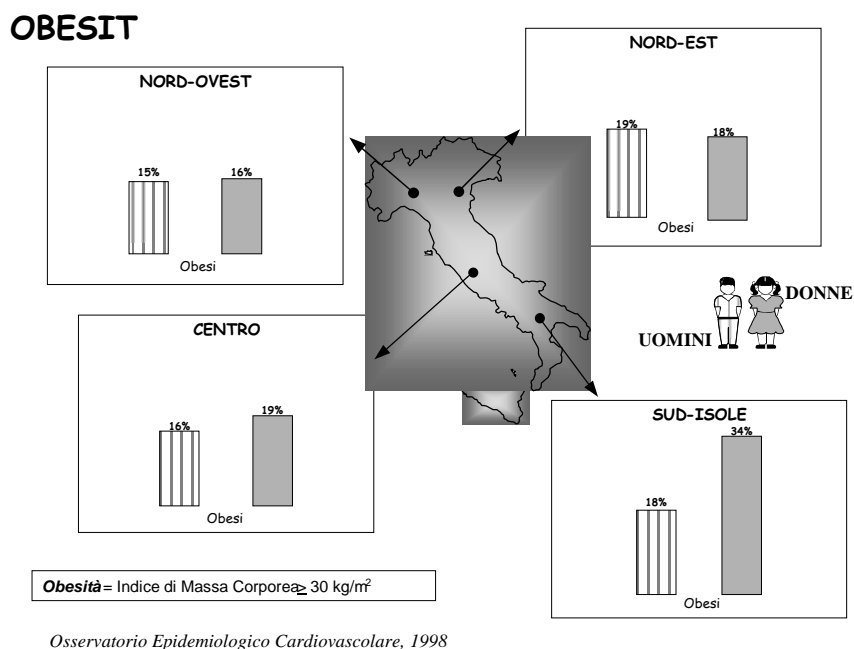 OBESIT
NORD-OVEST
15%
16%
Obesi
NORD-EST
19%
18%
Obesi
DONNE
UOMINI
CENTRO
16%
19%
Obesi
SUD-ISOLE
34%
18%
Obesi
Obesità= Indice di Massa Corporea≥ 30 kg/m²
Osservatorio Epidemiologico Cardiovascolare, 1998